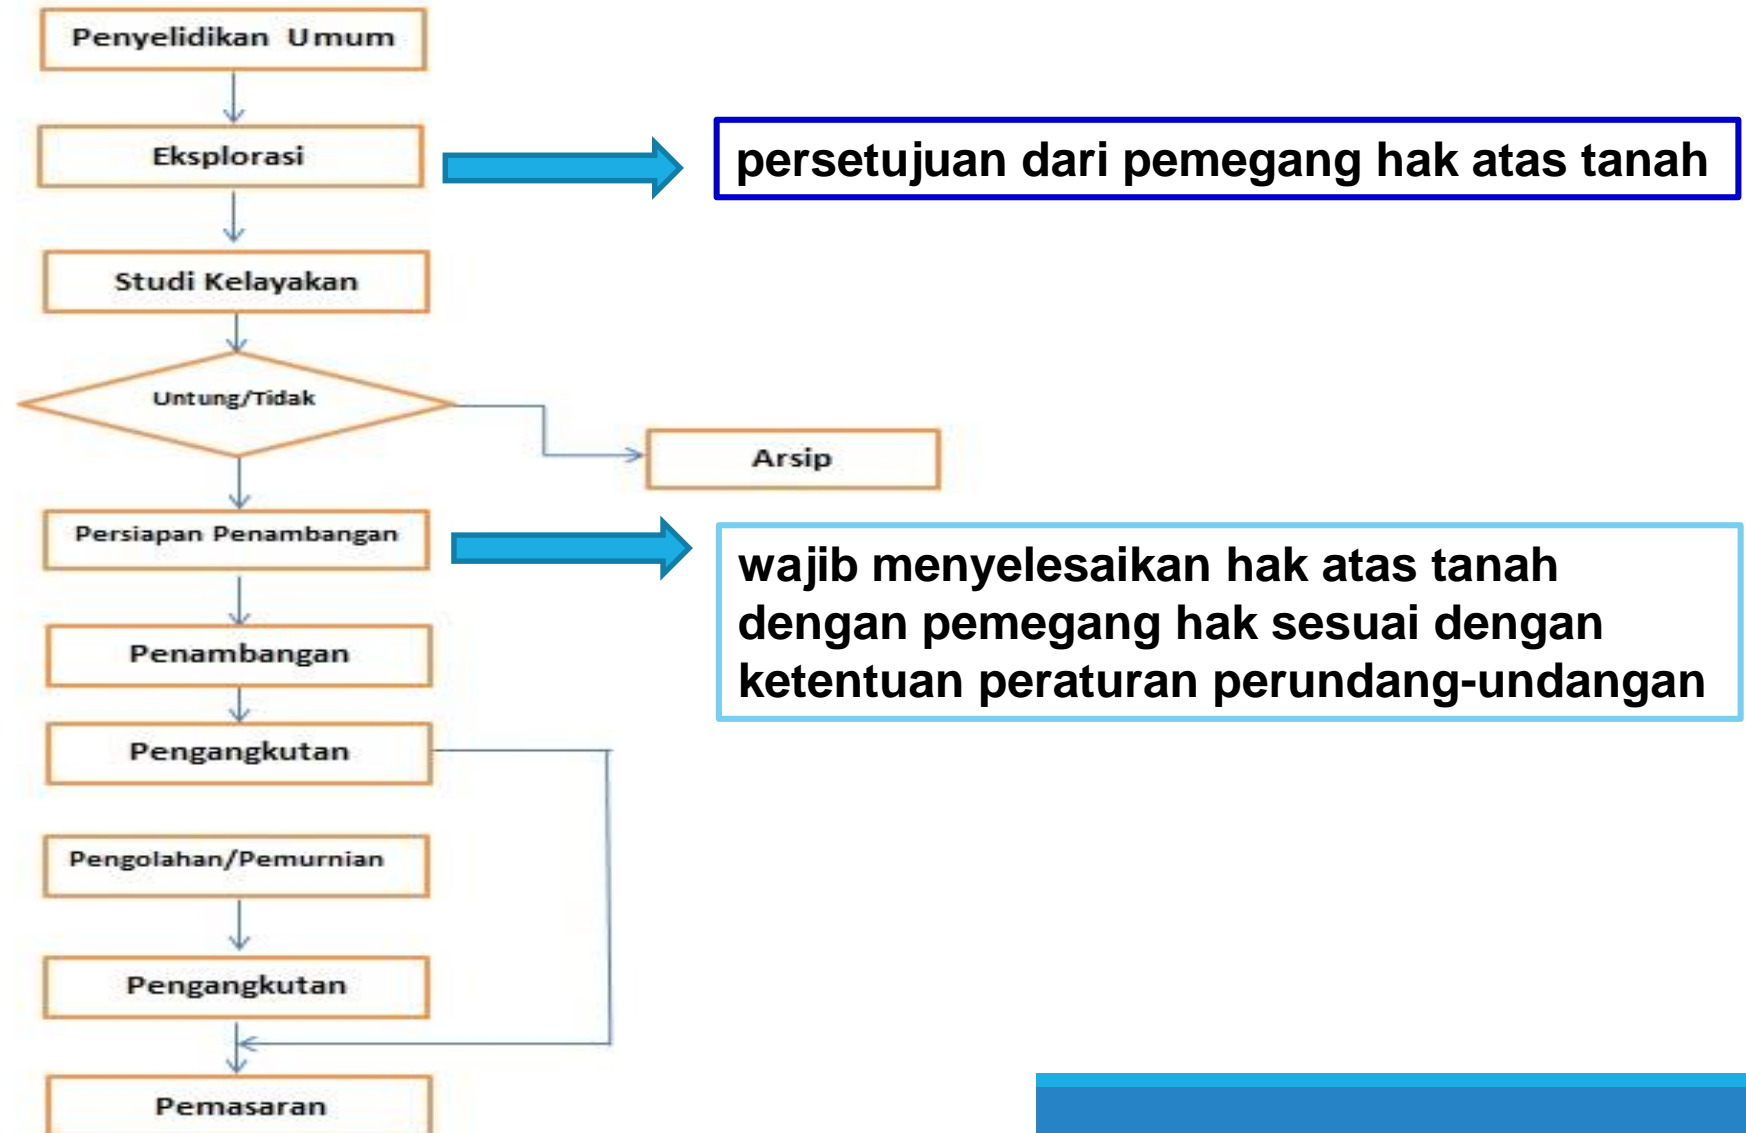 Penyelidikan Umum
Eksplorasi
persetujuan dari pemegang hak atas tanah
Studi Kelayakan
Untung/Tidak
Arsip
Persiapan Penambangan
wajib menyelesaikan hak atas tanah
dengan pemegang hak sesuai dengan
ketentuan peraturan perundang-undangan
Penambangan
Pengangkutan
Pengolahan/Pemurnian
Pengangkutan
Pemasaran